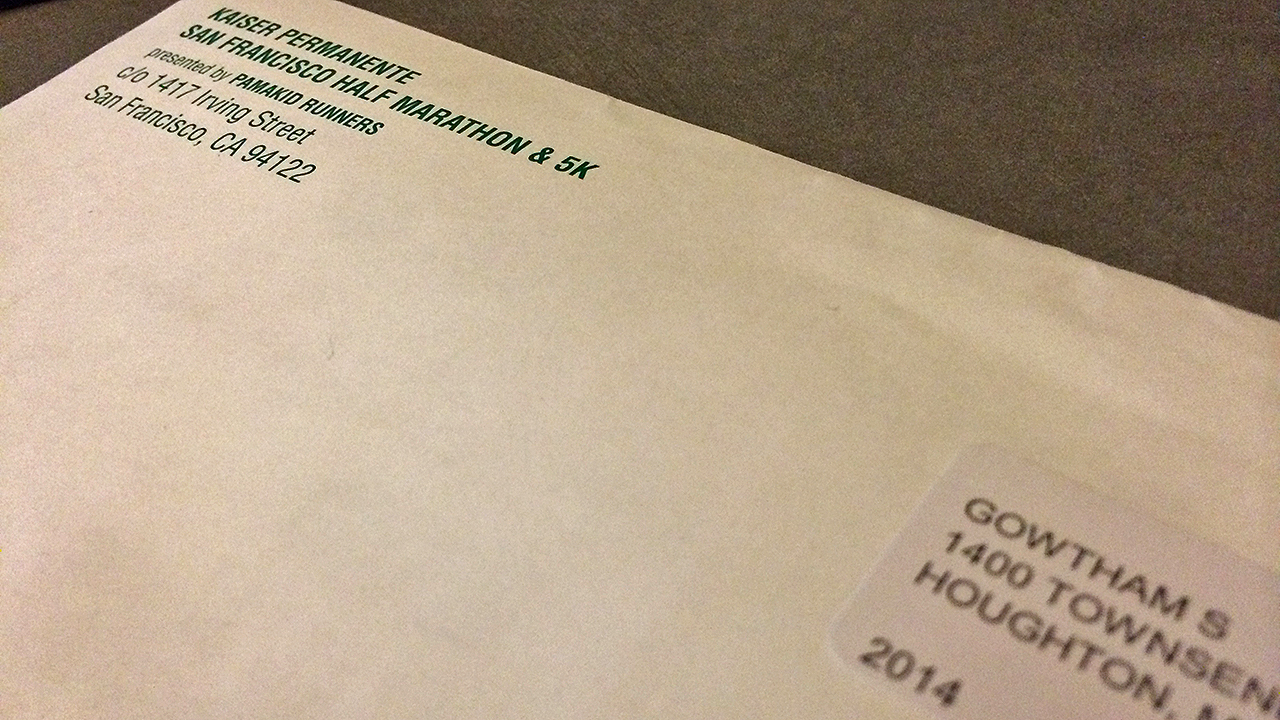 KAISER PERMANENTE
SAN FRANCISCO HALF MARATHON & 5K
presented by PAMAKID RUNNERS
c/o 1417 Irving Street
San Francisco, CA 94122
GOWTHAM S
1400 TOWNSEN
HOUGHTON,
2014